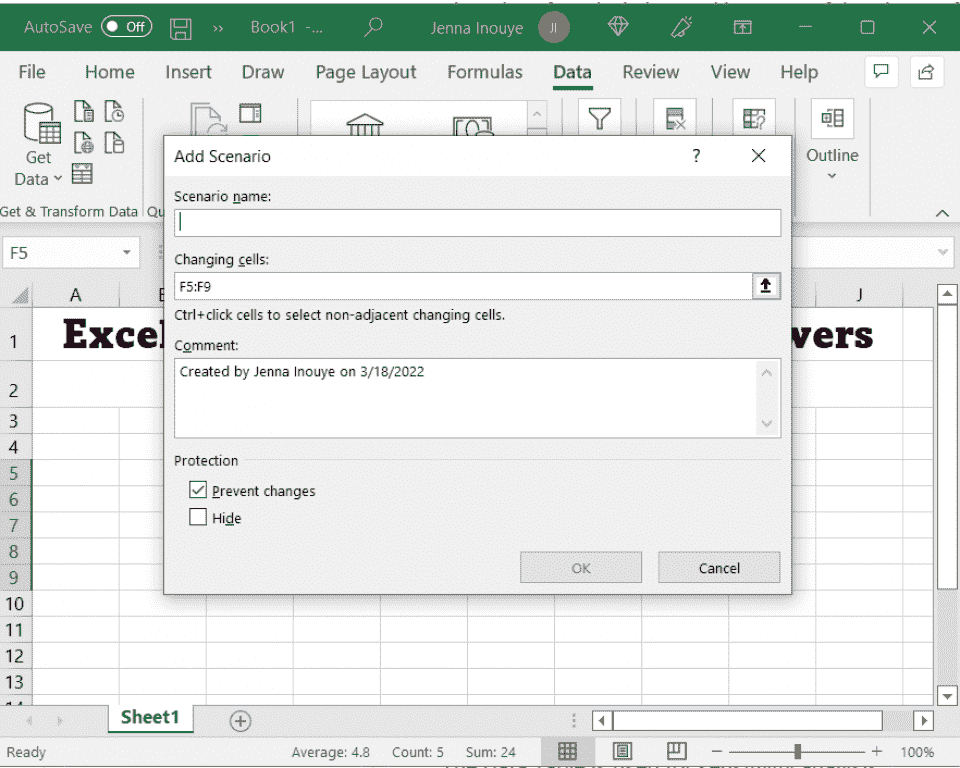 AutoSave Off Book1 -... Jenna Inouye JI
File Home Insert Draw Page Layout Formulas Data Review View Help
Get
Data
Outline
Get & Transform Data Qu
F5
Add Scenario ? 
Scenario name:
Changing cells:
F5:F9
Ctrl+click cells to select non-adjacent changing cells.
Comment:
Created by Jenna Inouye on 3/18/2022
Protection
Prevent changes
Hide
OK Cancel
A J
1 Excel vers
2
3
4
5
6
7
8
9
10
11
12
13
Sheet1
Ready Average: 4.8 Count: 5 Sum: 24 100%